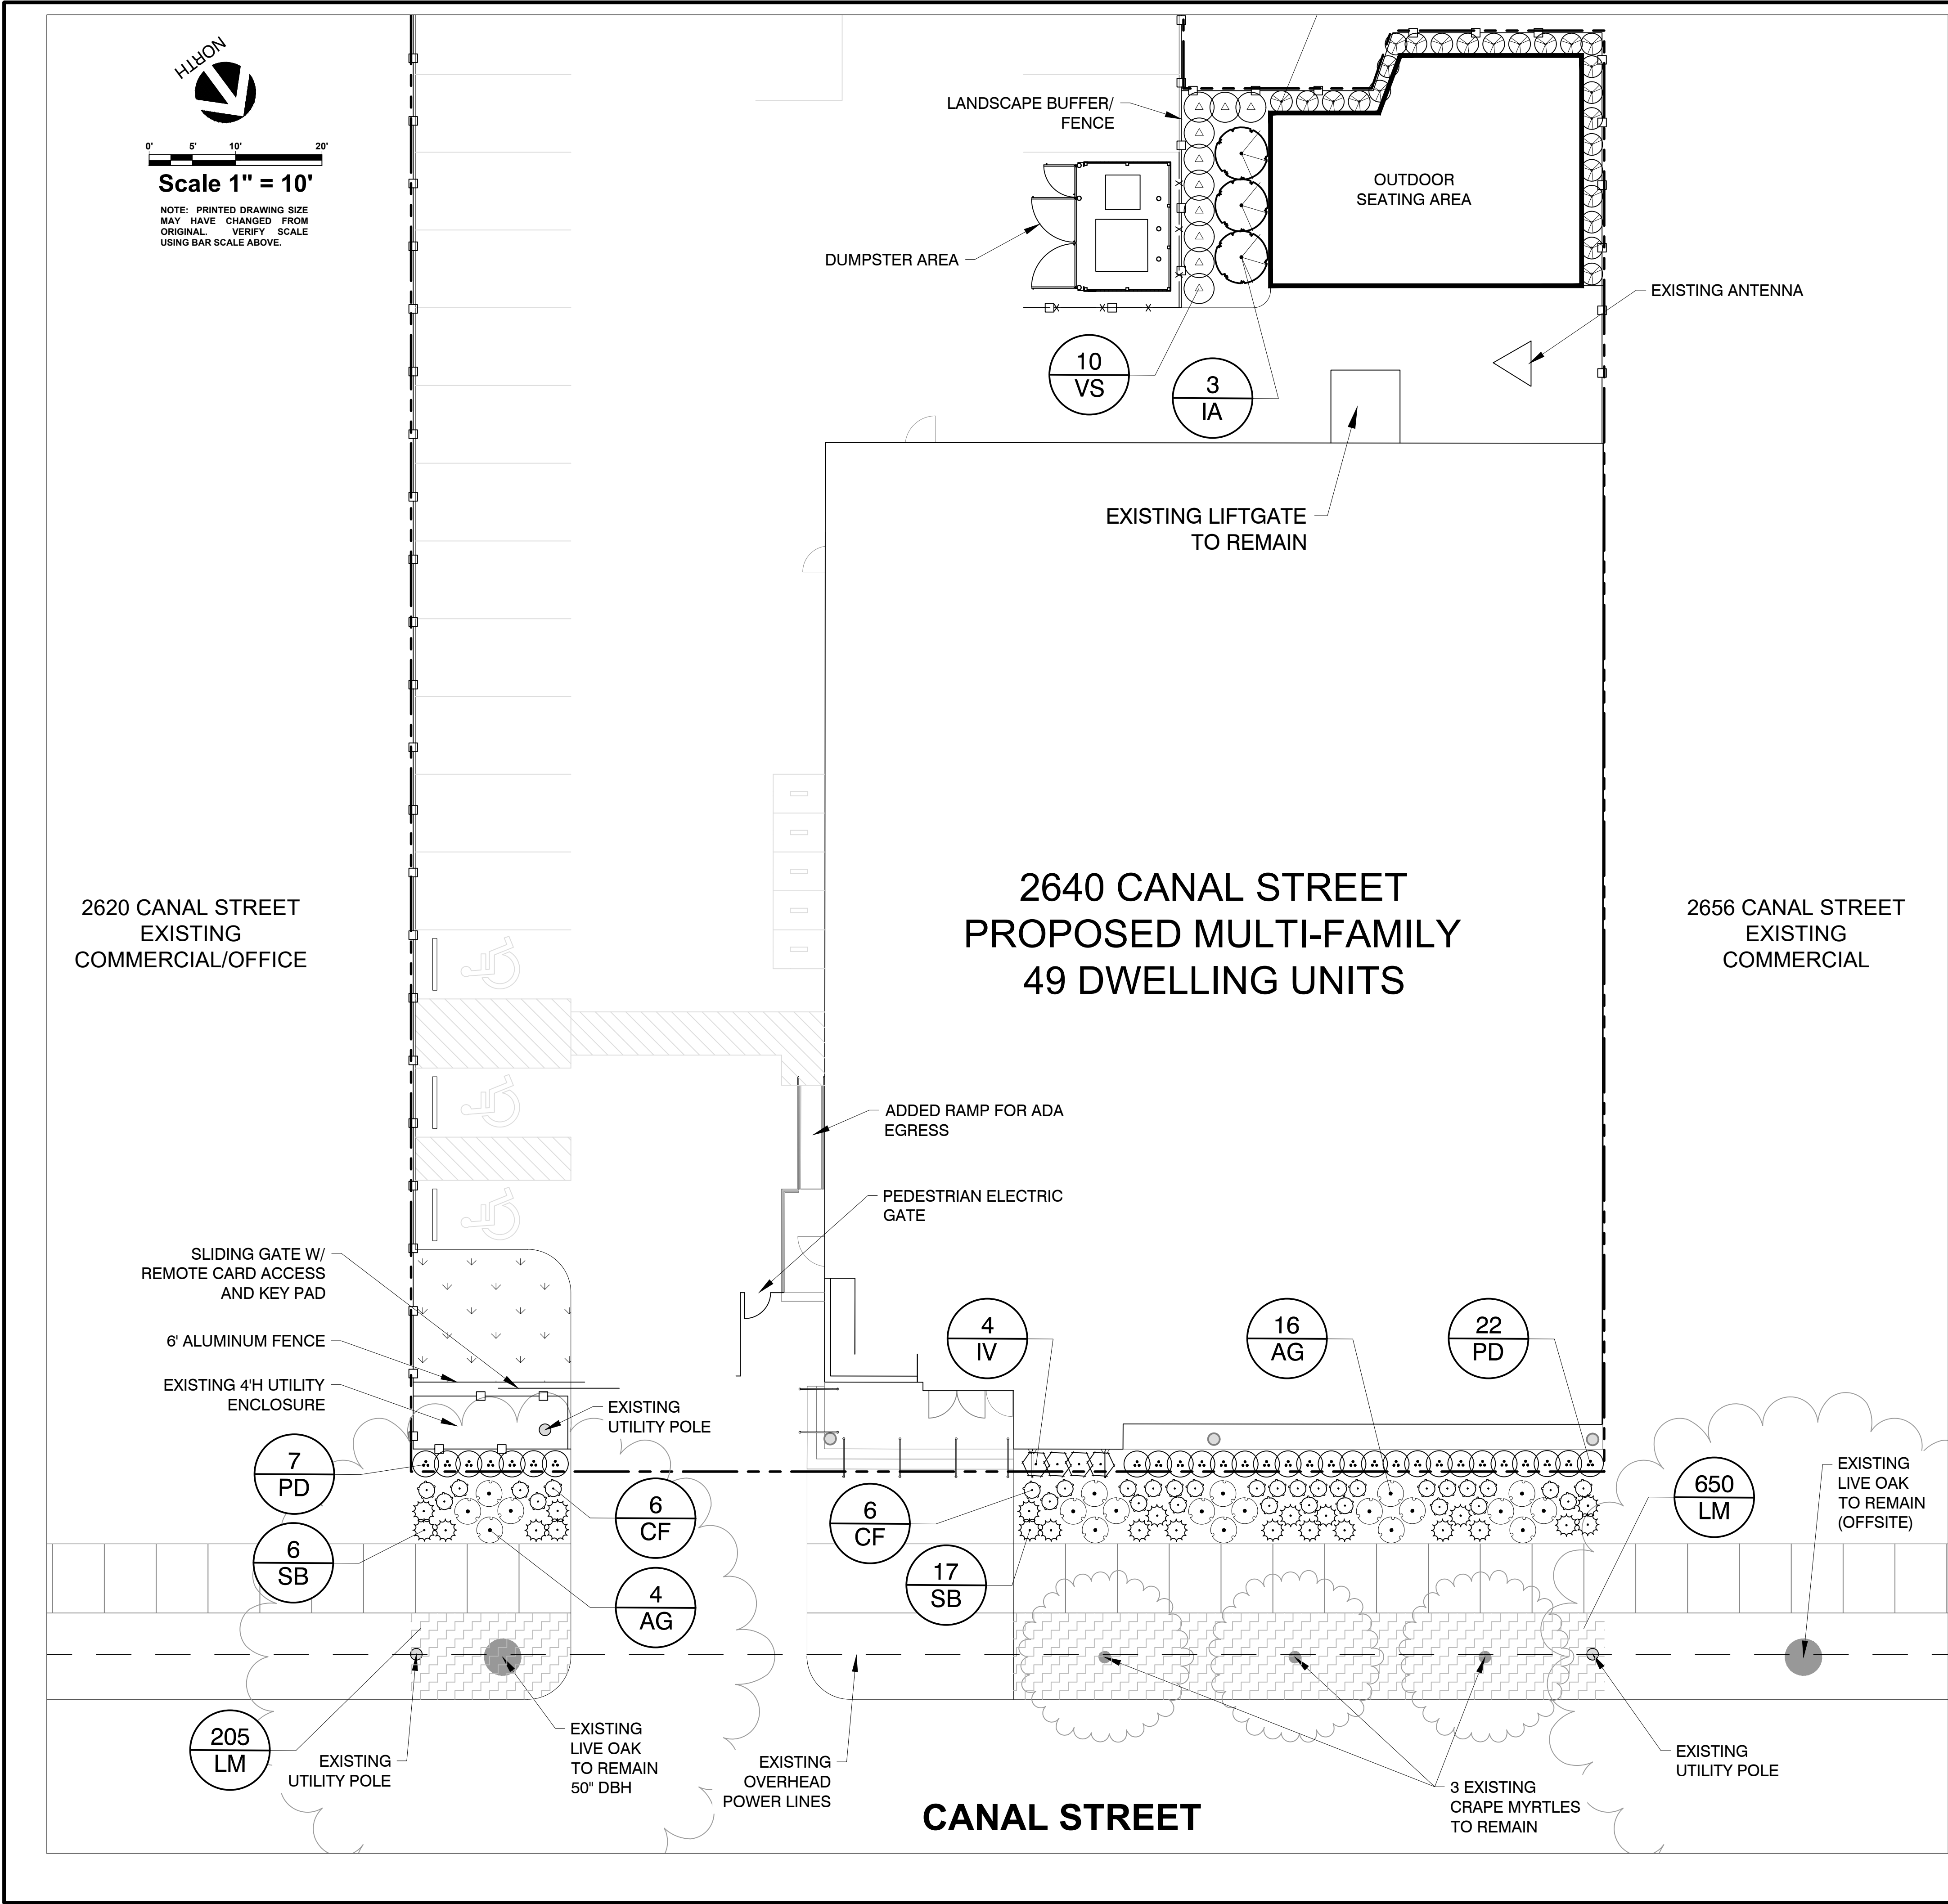 NORTH
0' 5' 10' 20'
Scale 1" = 10'
NOTE: PRINTED DRAWING SIZE
MAY HAVE CHANGED FROM
ORIGINAL. VERIFY SCALE
USING BAR SCALE ABOVE.
LANDSCAPE BUFFER/
FENCE
OUTDOOR
SEATING AREA
DUMPSTER AREA
EXISTING ANTENNA
10
VS
3
IA
EXISTING LIFTGATE
TO REMAIN
2640 CANAL STREET
PROPOSED MULTI-FAMILY
49 DWELLING UNITS
2620 CANAL STREET
EXISTING
COMMERCIAL/OFFICE
2656 CANAL STREET
EXISTING
COMMERCIAL
ADDED RAMP FOR ADA
EGRESS
PEDESTRIAN ELECTRIC
GATE
SLIDING GATE W/
REMOTE CARD ACCESS
AND KEY PAD
6' ALUMINUM FENCE
EXISTING 4'H UTILITY
ENCLOSURE
EXISTING
UTILITY POLE
4
IV
16
AG
22
PD
7
PD
6
SB
6
CF
4
AG
6
CF
17
SB
650
LM
EXISTING
LIVE OAK
TO REMAIN
(OFFSITE)
205
LM
EXISTING
UTILITY POLE
EXISTING
LIVE OAK
TO REMAIN
50" DBH
EXISTING
OVERHEAD
POWER LINES
CANAL STREET
3 EXISTING
CRAPE MYRTLES
TO REMAIN
EXISTING
UTILITY POLE